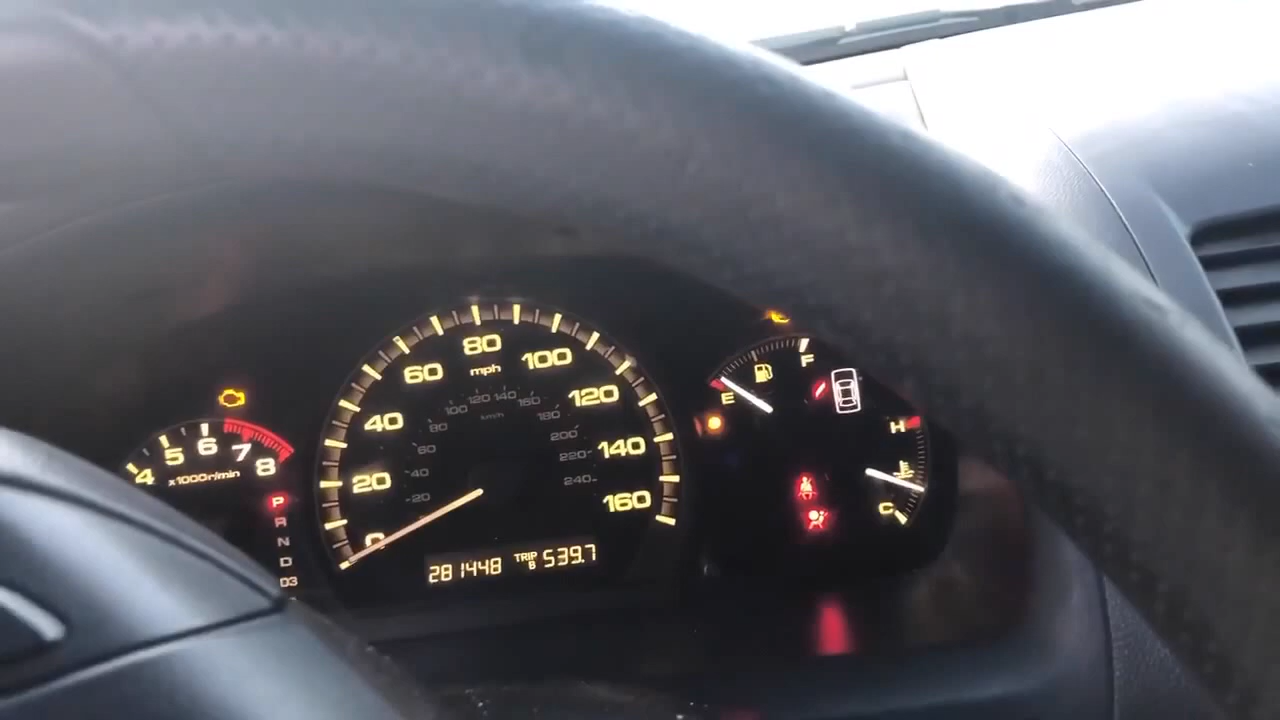 4 5 6 7 8
x1000r/min
P
R
N
D
D3
0 20 40 60 80 100 120 140 160
mph
20 40 60 80 100 120 140 160 180 200 220 240
km/h
281448 TRIP B 539.7
E F
H
C